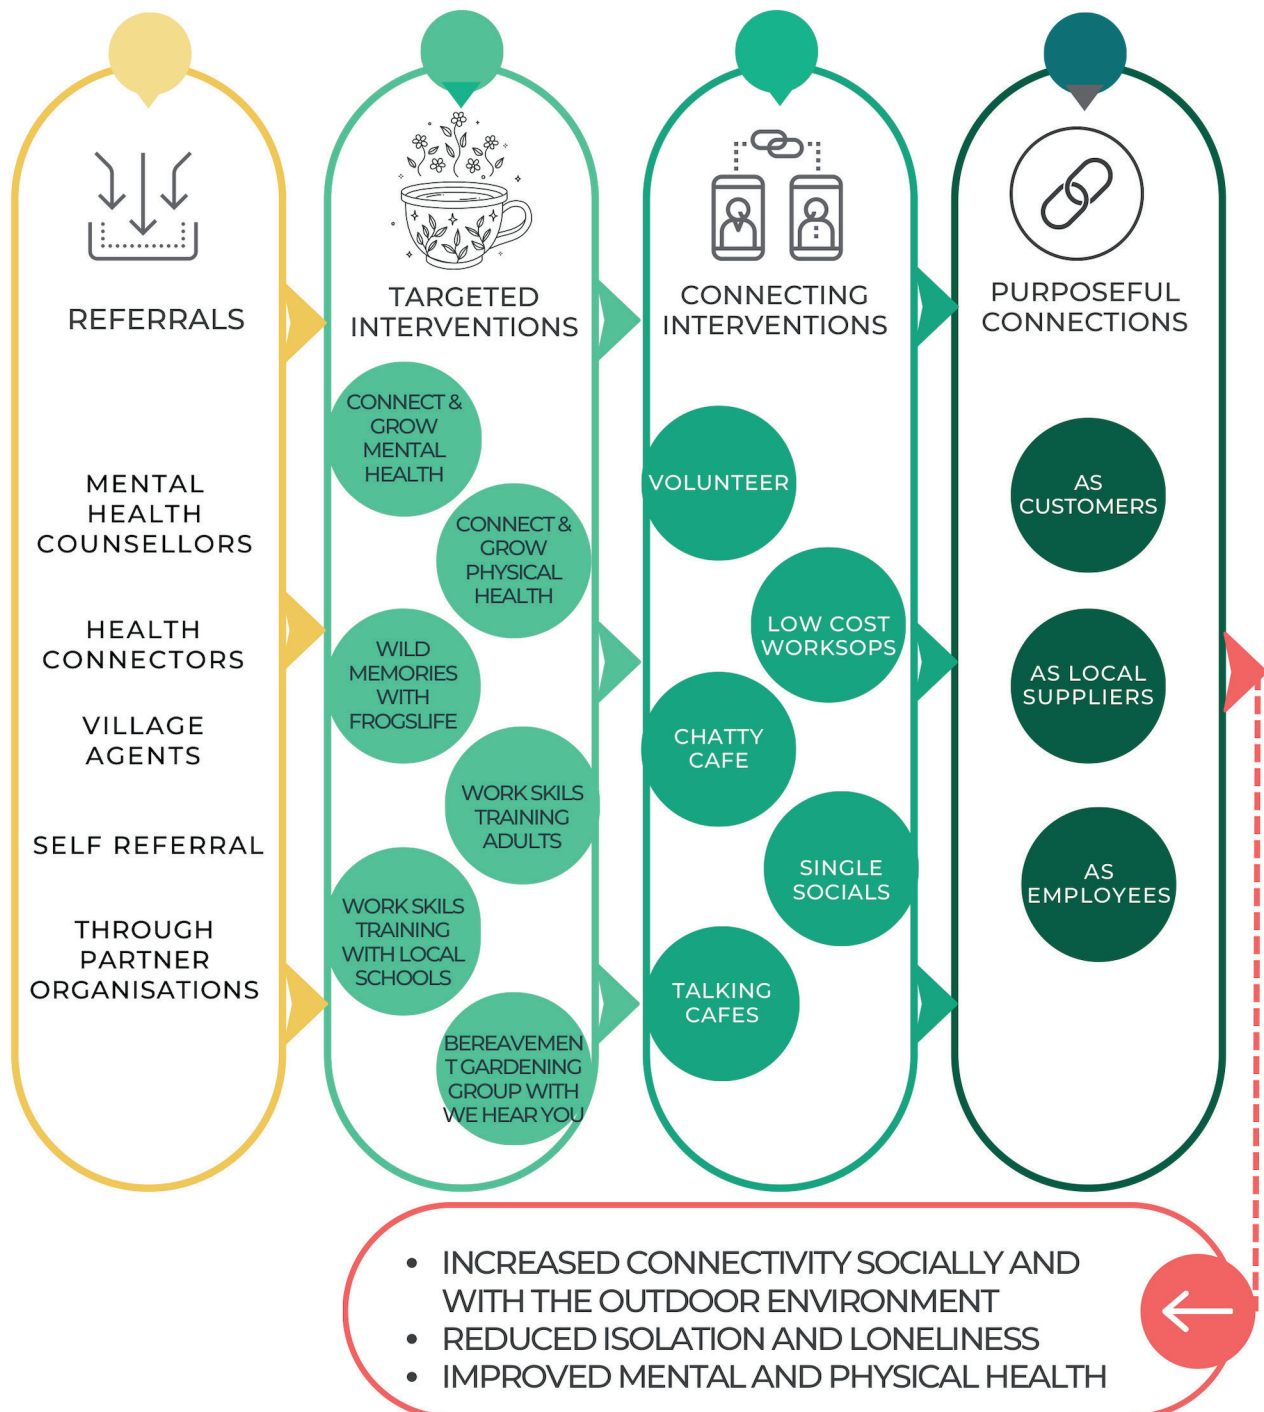 REFERRALS
MENTAL
HEALTH
COUNSELLORS
HEALTH
CONNECTORS
VILLAGE
AGENTS
SELF REFERRAL
THROUGH
PARTNER
ORGANISATIONS
TARGETED
INTERVENTIONS
CONNECT &
GROW
MENTAL
HEALTH
CONNECT &
GROW
PHYSICAL
HEALTH
WILD
MEMORIES
WITH
FROGSLIFE
WORK SKILS
TRAINING
ADULTS
WORK SKILS
TRAINING
WITH LOCAL
SCHOOLS
BEREAVEMEN
T GARDENING
GROUP WITH
WE HEAR YOU
CONNECTING
INTERVENTIONS
VOLUNTEER
LOW COST
WORKSOPS
CHATTY
CAFE
SINGLE
SOCIALS
TALKING
CAFES
PURPOSEFUL
CONNECTIONS
AS
CUSTOMERS
AS LOCAL
SUPPLIERS
AS
EMPLOYEES
• INCREASED CONNECTIVITY SOCIALLY AND
WITH THE OUTDOOR ENVIRONMENT
• REDUCED ISOLATION AND LONELINESS
• IMPROVED MENTAL AND PHYSICAL HEALTH